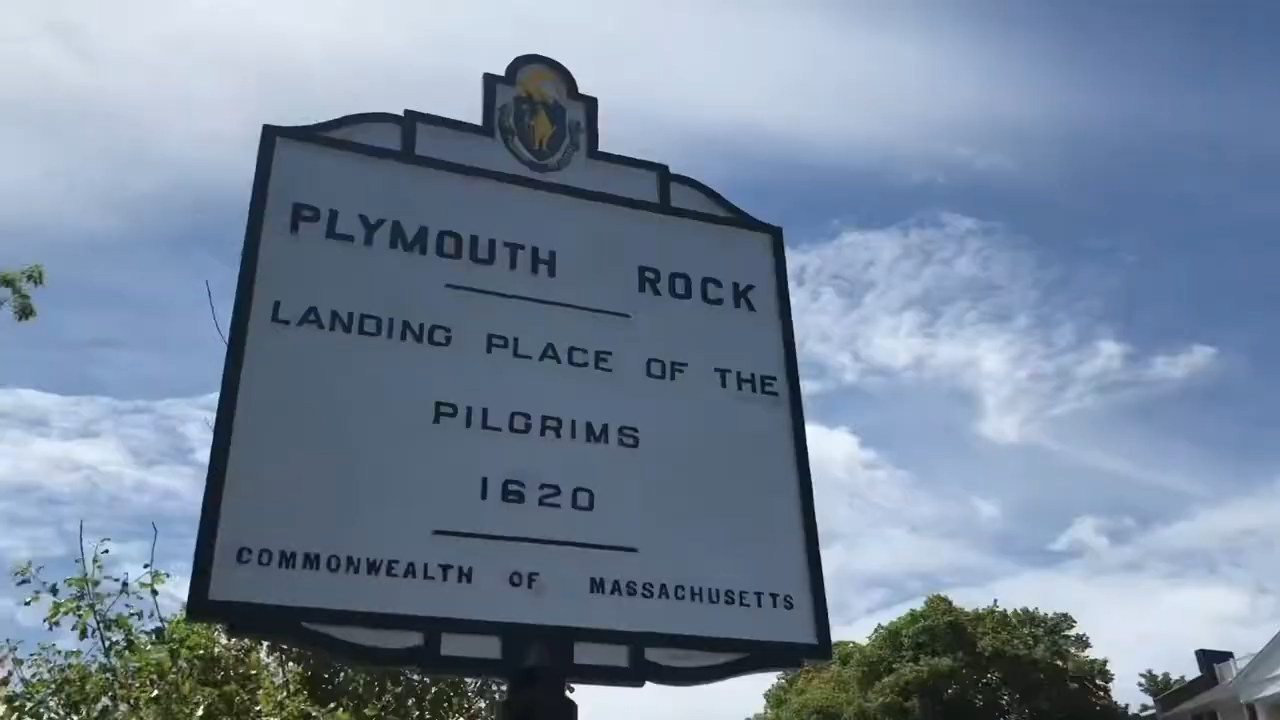 PLYMOUTH ROCK
LANDING PLACE OF THE
PILGRIMS
1620
COMMONWEALTH OF MASSACHUSETTS